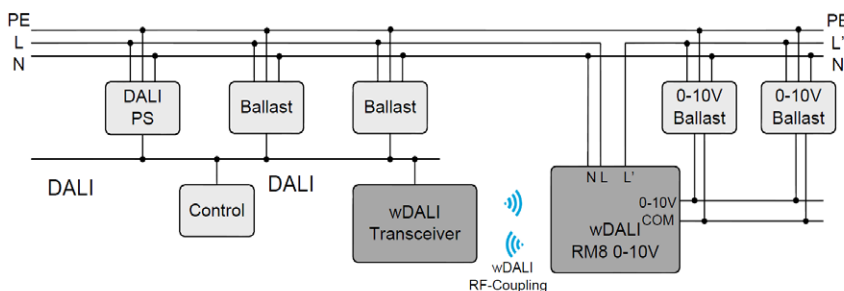 PE
L
N
PE
L'
N
DALI
PS
Ballast
Ballast
0-10V
Ballast
0-10V
Ballast
DALI
DALI
Control
wDALI
Transceiver
wDALI
RF-Coupling
N L L'
0-10V
COM
wDALI
RM8 0-10V